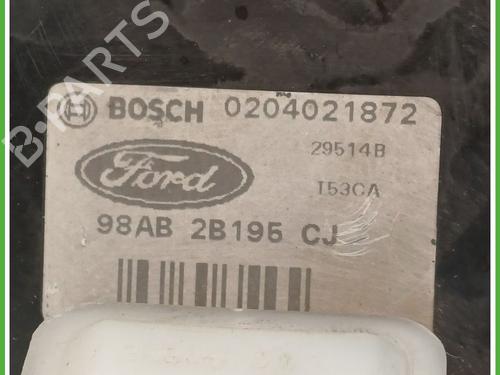 B-PARTS
BOSCH 0204021872
29514B
Ford
I53CA
98AB 2B195 CJ